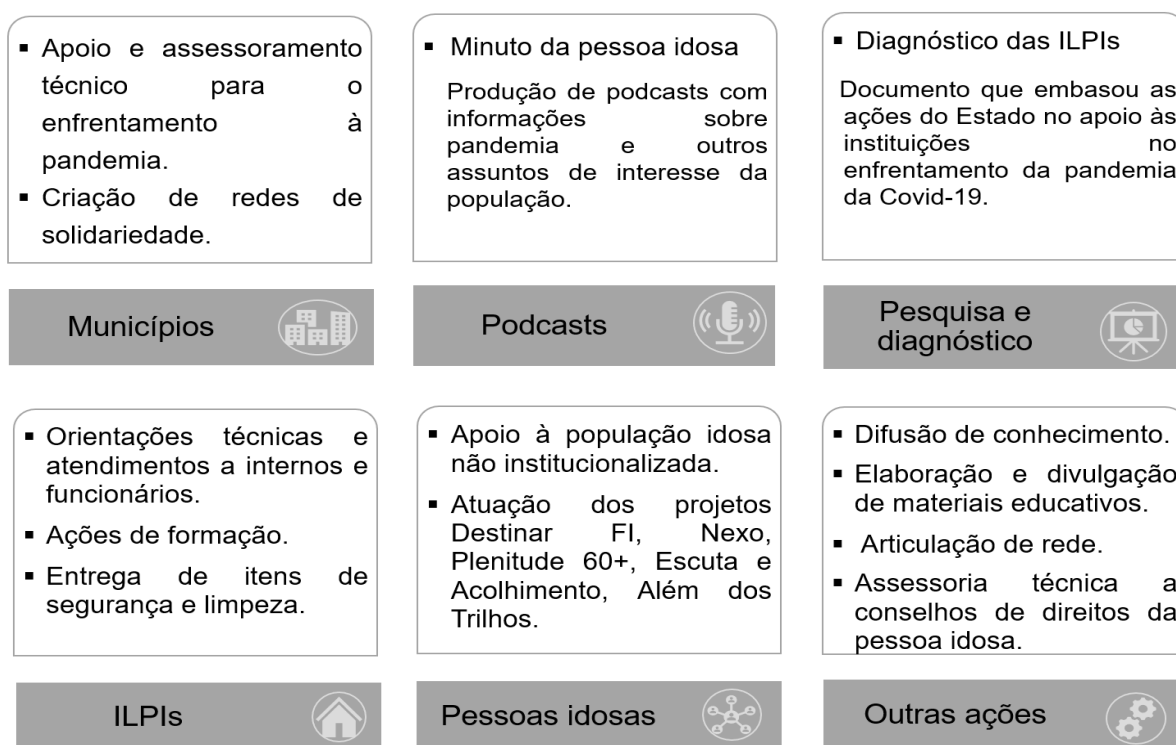 ▪ Apoio e assessoramento
técnico para o
enfrentamento à
pandemia.
▪ Criação de redes de
solidariedade.
Municípios
▪ Minuto da pessoa idosa
Produção de podcasts com
informações sobre
pandemia e outros
assuntos de interesse da
população.
Podcasts
▪ Diagnóstico das ILPIs
Documento que embasou as
ações do Estado no apoio às
instituições no
enfrentamento da pandemia
da Covid-19.
Pesquisa e
diagnóstico
▪ Orientações técnicas e
atendimentos a internos e
funcionários.
▪ Ações de formação.
▪ Entrega de itens de
segurança e limpeza.
ILPIs
▪ Apoio à população idosa
não institucionalizada.
▪ Atuação dos projetos
Destinar FI, Nexo,
Plenitude 60+, Escuta e
Acolhimento, Além dos
Trilhos.
Pessoas idosas
▪ Difusão de conhecimento.
▪ Elaboração e divulgação
de materiais educativos.
▪ Articulação de rede.
▪ Assessoria técnica a
conselhos de direitos da
pessoa idosa.
Outras ações